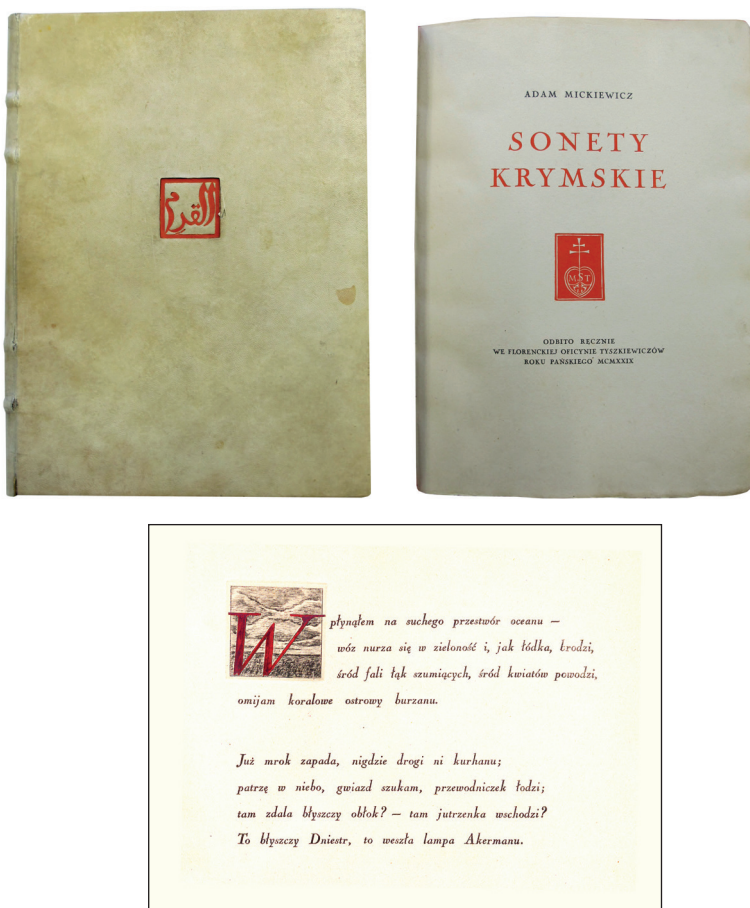 القرم
ADAM MICKIEWICZ
SONETY
KRYMSKIE
MST
ODBITO RĘCZNIE
WE FLORENCKIEJ OFICYNIE TYSZKIEWICZÓW
ROKU PAŃSKIEGO MCMXXIX
Wpłynąłem na suchego przestwór oceanu —
wóz nurza się w zieloność i, jak łódka, brodzi,
śród fali łąk szumiących, śród kwiatów powodzi,
omijam koralowe ostrowy burzanu.
Już mrok zapada, nigdzie drogi ni kurhanu;
patrzę w niebo, gwiazd szukam, przewodniczek łodzi;
tam zdala błyszczy obłok? — tam jutrzenka wschodzi?
To błyszczy Dniestr, to weszła lampa Akermanu.